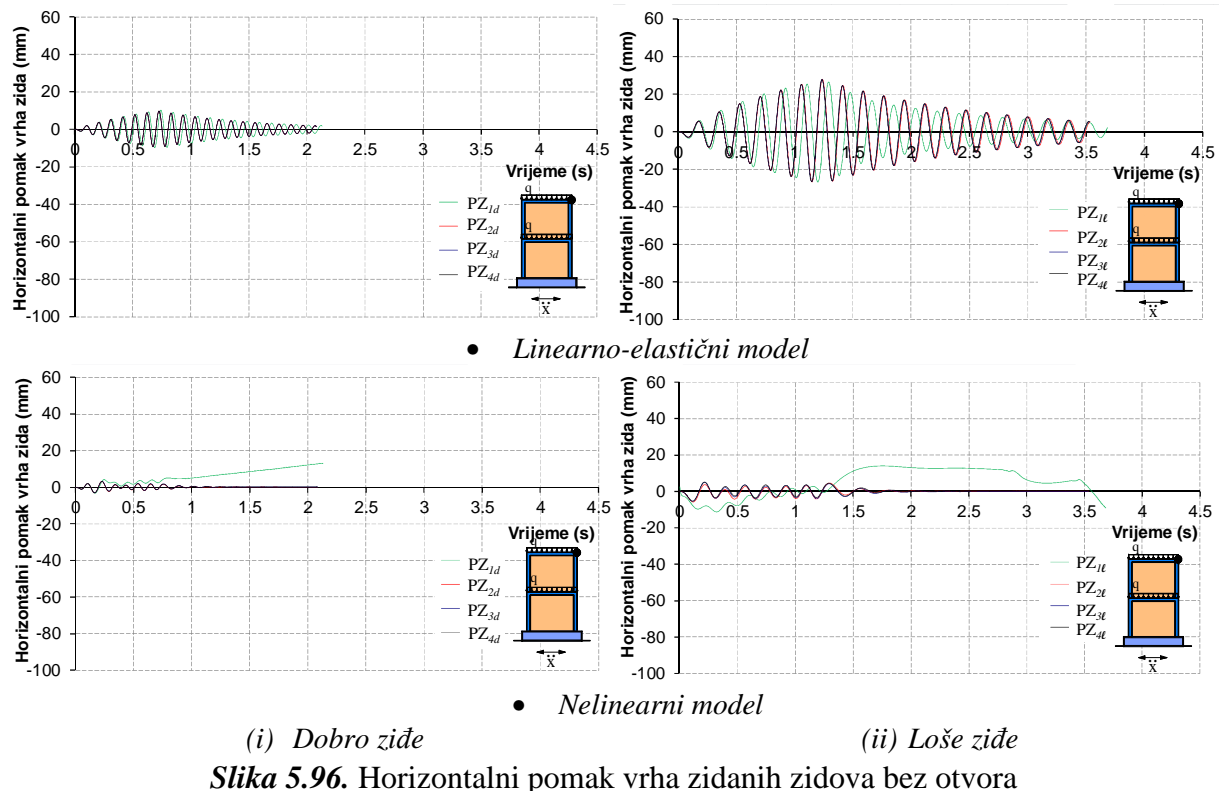 Horizontalni pomak vrha zida (mm)
60
40
20
0
-20
-40
-60
-80
-100
0 0.5 1 1.5 2 2.5 3 3.5 4 4.5
Vrijeme (s)
q
q
PZ1d
PZ2d
PZ3d
PZ4d
ẍ
Horizontalni pomak vrha zida (mm)
60
40
20
0
-20
-40
-60
-80
-100
0 0.5 1 1.5 2 2.5 3 3.5 4 4.5
Vrijeme (s)
q
q
PZ1ℓ
PZ2ℓ
PZ3ℓ
PZ4ℓ
ẍ
• Linearno-elastični model
Horizontalni pomak vrha zida (mm)
60
40
20
0
-20
-40
-60
-80
-100
0 0.5 1 1.5 2 2.5 3 3.5 4 4.5
Vrijeme (s)
q
q
PZ1d
PZ2d
PZ3d
PZ4d
ẍ
Horizontalni pomak vrha zida (mm)
60
40
20
0
-20
-40
-60
-80
-100
0 0.5 1 1.5 2 2.5 3 3.5 4 4.5
Vrijeme (s)
q
q
PZ1ℓ
PZ2ℓ
PZ3ℓ
PZ4ℓ
ẍ
• Nelinearni model
(i) Dobro ziđe
(ii) Loše ziđe
Slika 5.96. Horizontalni pomak vrha zidanih zidova bez otvora